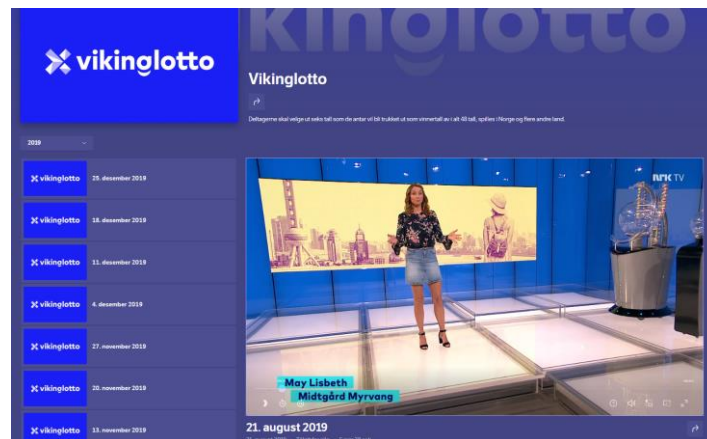 vikinglotto
kinglotto
Vikinglotto
Deltagerne skal velge ut seks tall som de antar vil bli trukket ut som vinnertall av i alt 48 tall, spilles i Norge og flere andre land.
2019
vikinglotto 25. desember 2019
vikinglotto 18. desember 2019
vikinglotto 11. desember 2019
vikinglotto 4. desember 2019
vikinglotto 27. november 2019
vikinglotto 20. november 2019
vikinglotto 13. november 2019
NRK TV
May Lisbeth
Midtgård Myrvang
21. august 2019